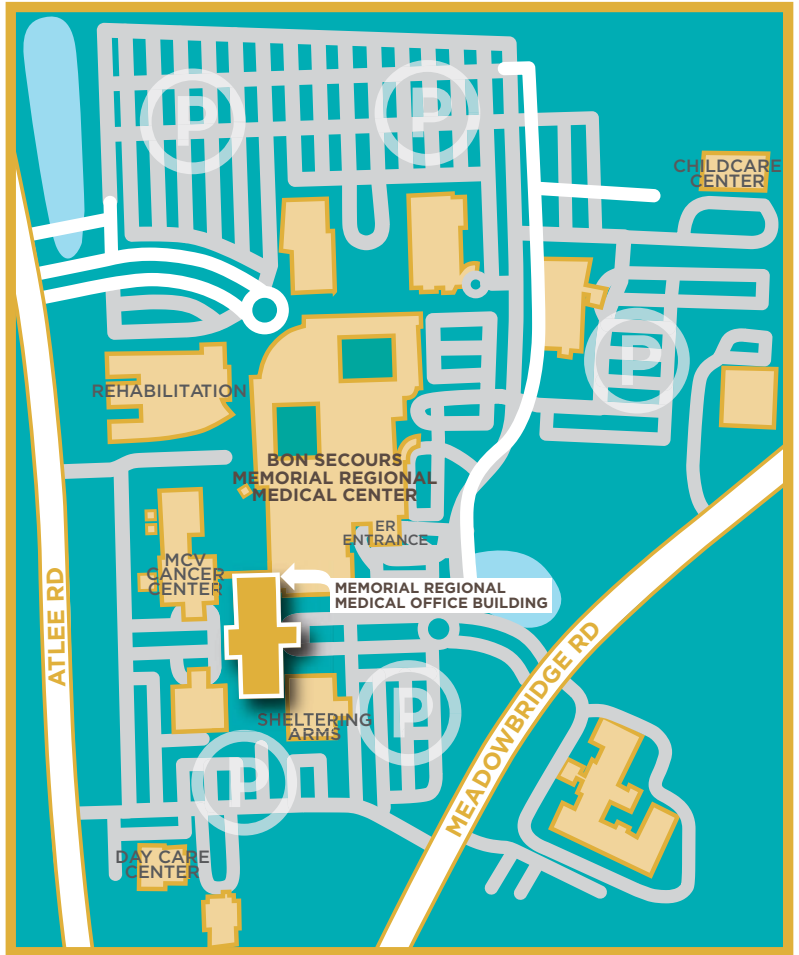 P
P
CHILDCARE
CENTER
P
REHABILITATION
BON SECOURS
MEMORIAL REGIONAL
MEDICAL CENTER
ER
ENTRANCE
MCV
CANCER
CENTER
MEMORIAL REGIONAL
MEDICAL OFFICE BUILDING
ATLEE RD
MEADOWBRIDGE RD
SHELTERING
ARMS
P
P
DAY CARE
CENTER